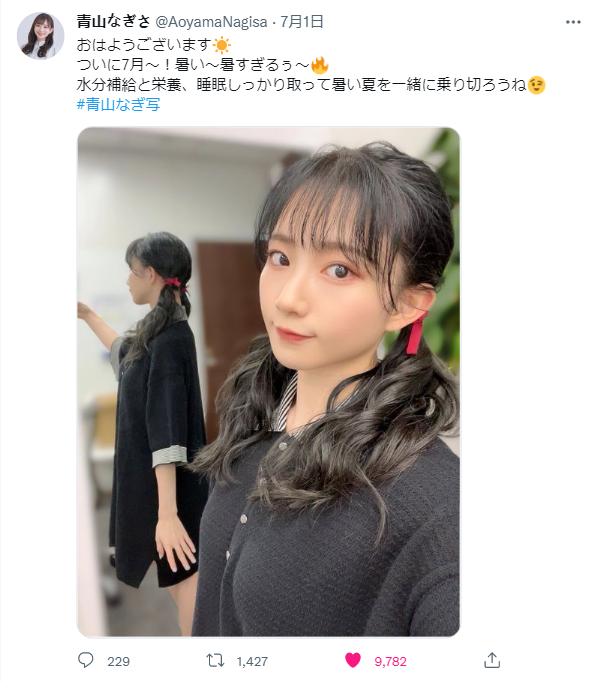 青山なぎさ @AoyamaNagisa · 7月1日
おはようございます☀️
ついに7月〜！暑い〜暑すぎるぅ〜🔥
水分補給と栄養、睡眠しっかり取って暑い夏を一緒に乗り切ろうね😉
#青山なぎ写
229 1,427 9,782